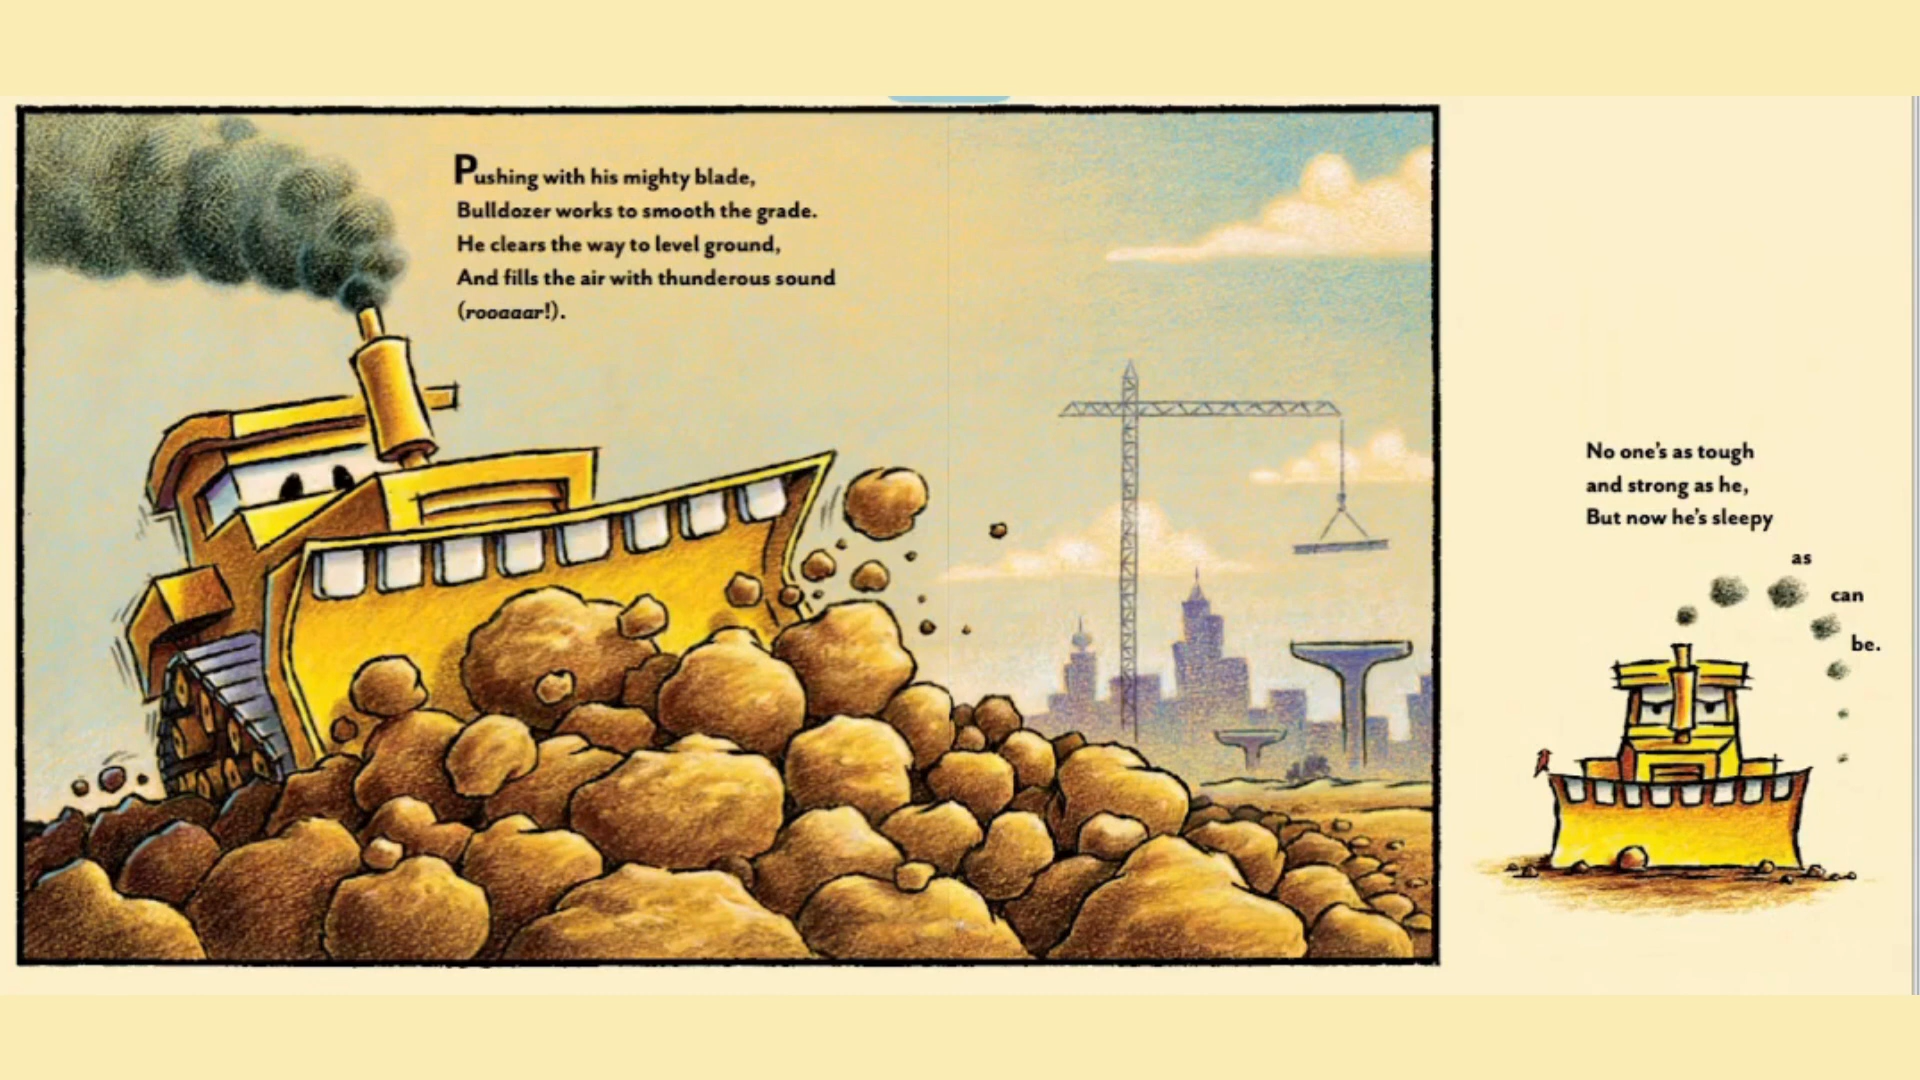 Pushing with his mighty blade,
Bulldozer works to smooth the grade.
He clears the way to level ground,
And fills the air with thunderous sound
(rooaaar!).
No one's as tough
and strong as he,
But now he's sleepy
as
can
be.